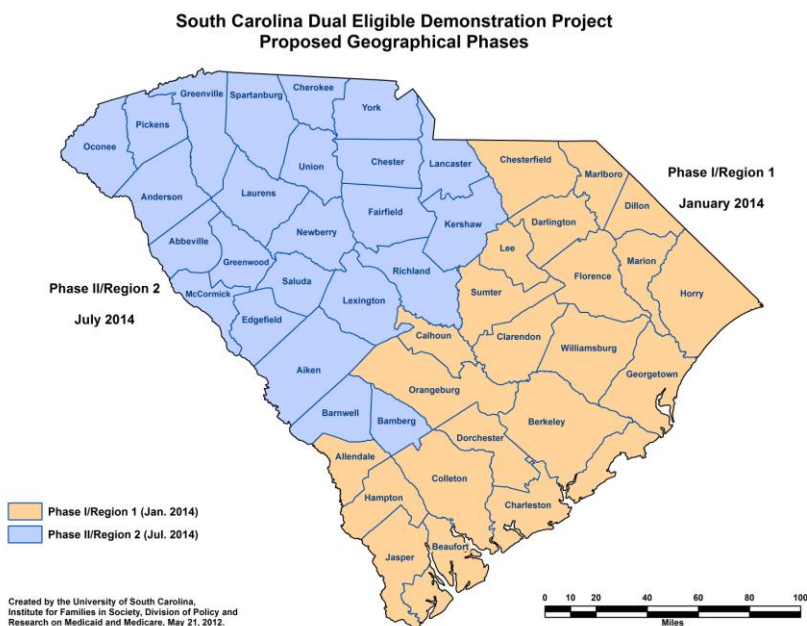 South Carolina Dual Eligible Demonstration Project
Proposed Geographical Phases
Cherokee
Greenville
Spartanburg
York
Pickens
Oconee
Union
Chester
Lancaster
Chesterfield
Marlboro
Phase I/Region 1
January 2014
Anderson
Laurens
Fairfield
Kershaw
Darlington
Dillon
Abbeville
Newberry
Lee
Greenwood
Richland
Florence
Marion
Phase II/Region 2
July 2014
McCormick
Saluda
Lexington
Sumter
Horry
Edgefield
Calhoun
Clarendon
Williamsburg
Aiken
Orangeburg
Georgetown
Barnwell
Bamberg
Berkeley
Dorchester
Allendale
Colleton
Hampton
Charleston
Phase I/Region 1 (Jan. 2014)
Phase II/Region 2 (Jul. 2014)
Jasper
Beaufort
Created by the University of South Carolina,
Institute for Families in Society, Division of Policy and
Research on Medicaid and Medicare, May 21, 2012.
0 10 20 40 60 80 100
Miles